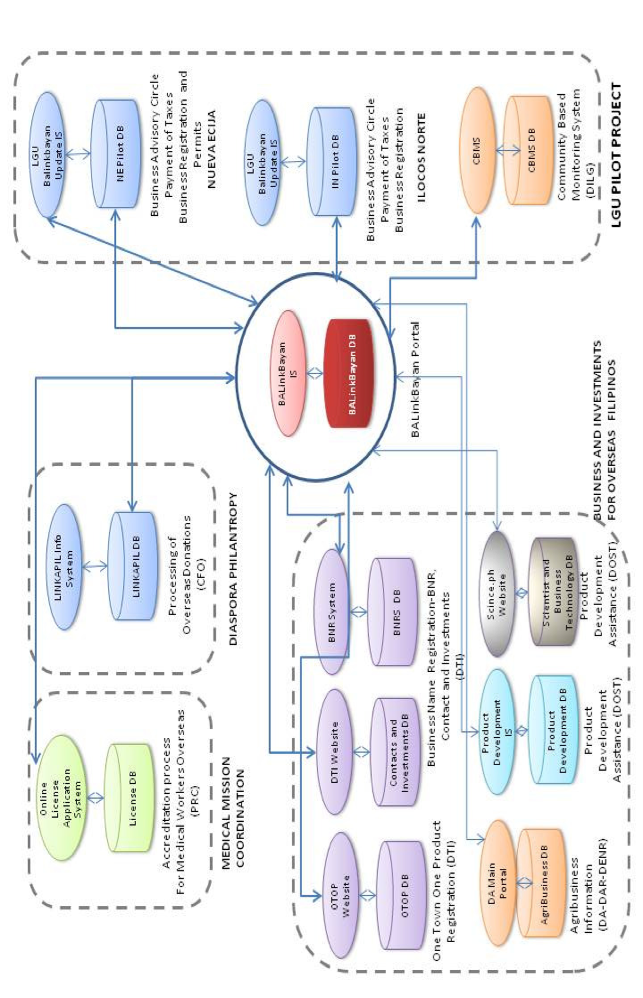 Online
License
Application
System
License DB
Accreditation process
For Medical Workers Overseas
(PRC)
MEDICAL MISSION
COORDINATION
LINKAPIL Info
System
LINKAPIL DB
Processing of
Overseas Donations
(CFO)
DIASPORA PHILANTROPY
LGU
Balinkbayan
Update IS
NE Pilot DB
Business Advisory Circle
Payment of Taxes
Business Registration and
Permits
NUEVA ECIJA
LGU
Balinkbayan
Update IS
IN Pilot DB
Business Advisory Circle
Payment of Taxes
Business Registration
ILOCOS NORTE
CBMS
CBMS DB
Community Based
Monitoring System
(DILG)
LGU PILOT PROJECT
BALinkBayan
IS
BALinkBayan DB
BALinkBayan Portal
OTOP
Website
OTOP DB
One Town One Product
Registration (DTI)
DTI Website
Contacts and
Investments DB
BNR System
BNRS DB
Business Name Registration-BNR,
Contact and Investments
(DTI)
DA Main
Portal
AgriBusiness DB
Agribusiness
Information
(DA-DAR-DENR)
Product
Development
IS
Product
Development DB
Product
Development
Assistance (DOST)
Scince.ph
Website
Scientist and
Business
Technology DB
Product
Development
Assistance (DOST)
BUSINESS AND INVESTMENTS
FOR OVERSEAS FILIPINOS